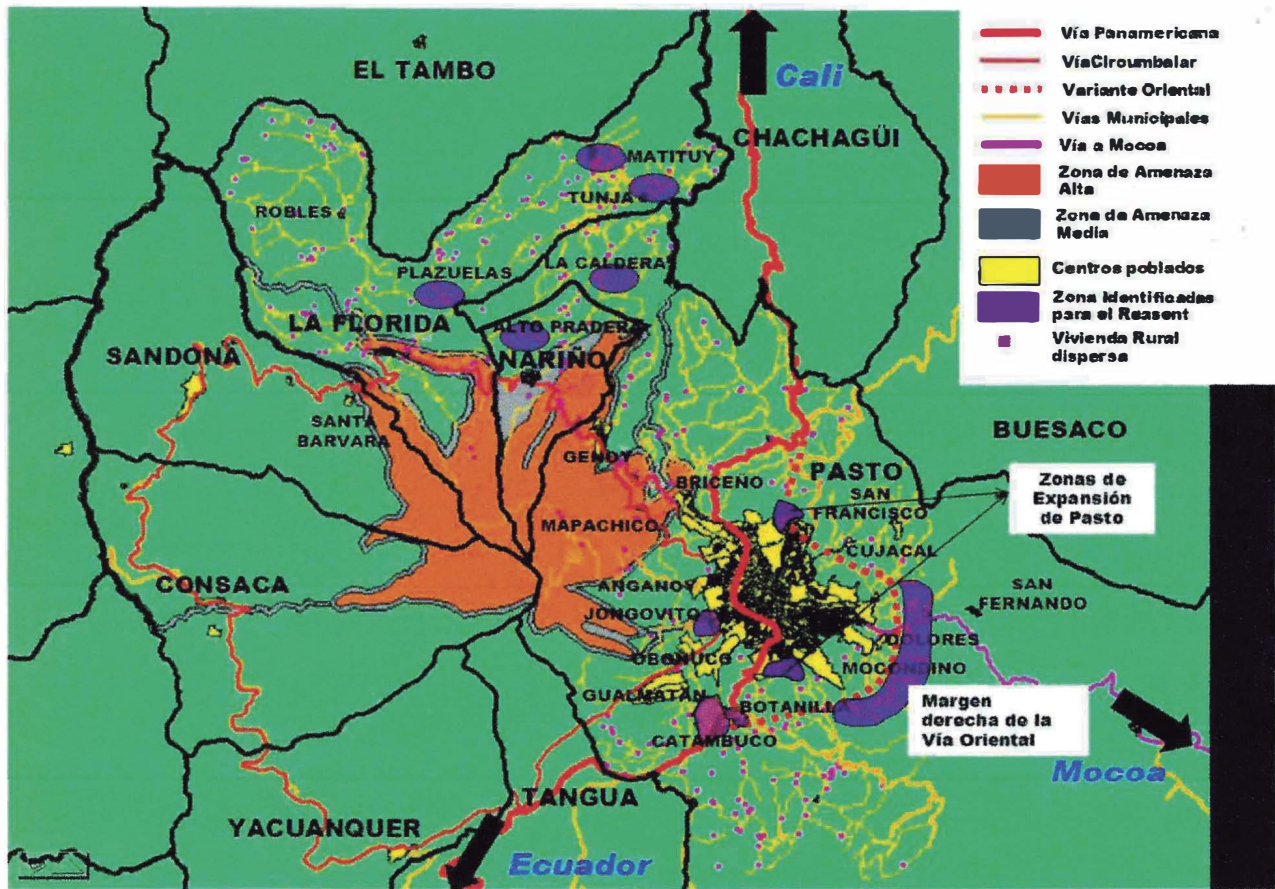 EL TAMBO
Cali
CHACHAGÜI
MATITUY
TUNJA
ROBLES
PLAZUELAS
LA CALDERA
LA FLORIDA
ALTO PRADERA
NARIÑO
SANDONA
SANTA
BARVARA
GENOY
BRICEÑO
PASTO
SAN
FRANCISCO
BUESACO
MAPACHICO
CUJACAL
CONSACA
ANGANOY
JONGOVITO
SAN
FERNANDO
DOLORES
OBONUCO
MOCONDINO
GUALMATAN
BOTANILLA
CATAMBUCO
TANGUA
YACUANQUER
Ecuador
Mocoa
Vía Panamericana
VíaCiroumbalar
Variante Oriental
Vías Municipales
Vía a Mocoa
Zona de Amenaza
Alta
Zona de Amenaza
Media
Centros poblados
Zona Identificadas
para el Reasent
Vivienda Rural
dispersa
Zonas de
Expansión
de Pasto
Margen
derecha de la
Vía Oriental